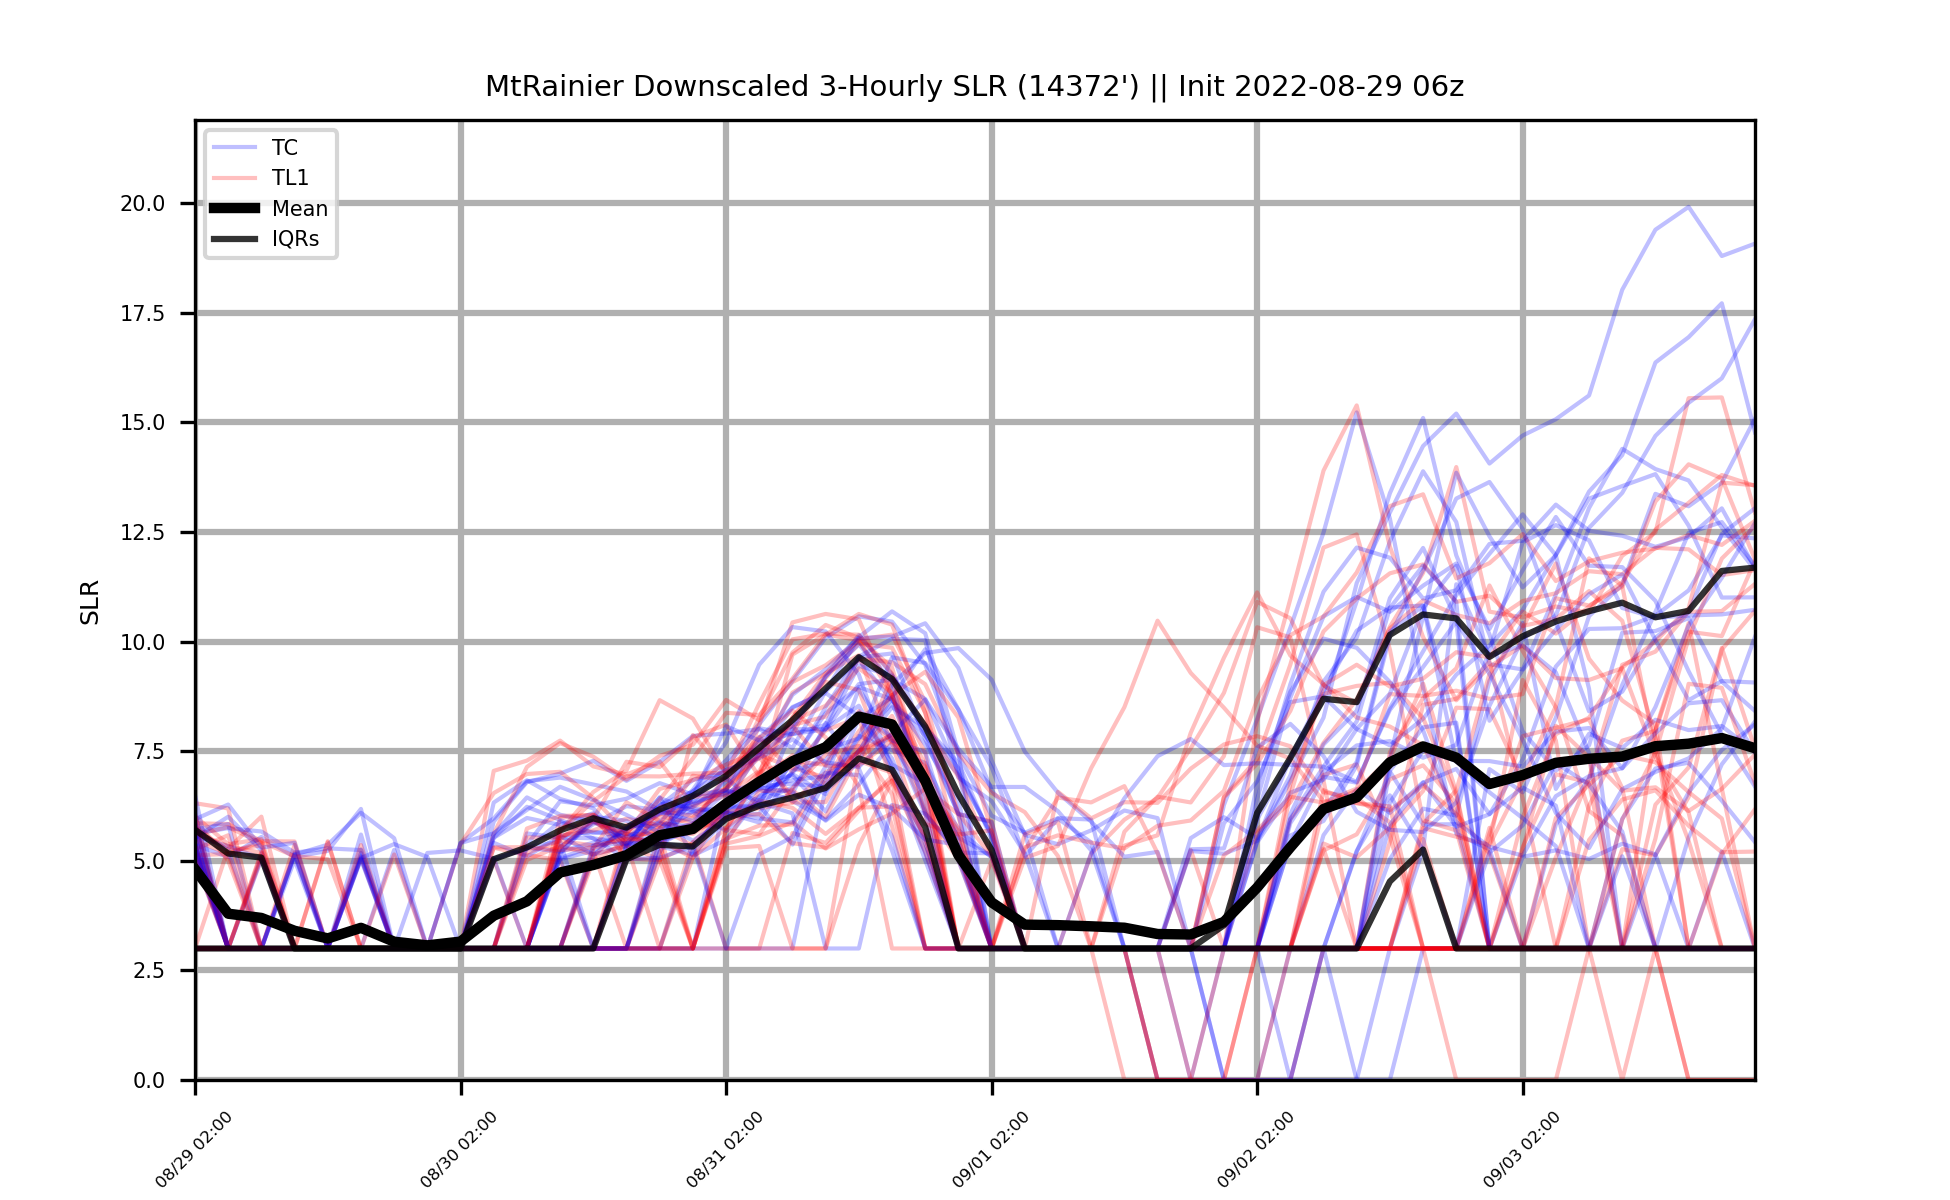 MtRainier Downscaled 3-Hourly SLR (14372') || Init 2022-08-29 06z
TC
TL1
Mean
IQRs
20.0
17.5
15.0
12.5
10.0
7.5
5.0
2.5
0.0
SLR
08/29 02:00
08/30 02:00
08/31 02:00
09/01 02:00
09/02 02:00
09/03 02:00